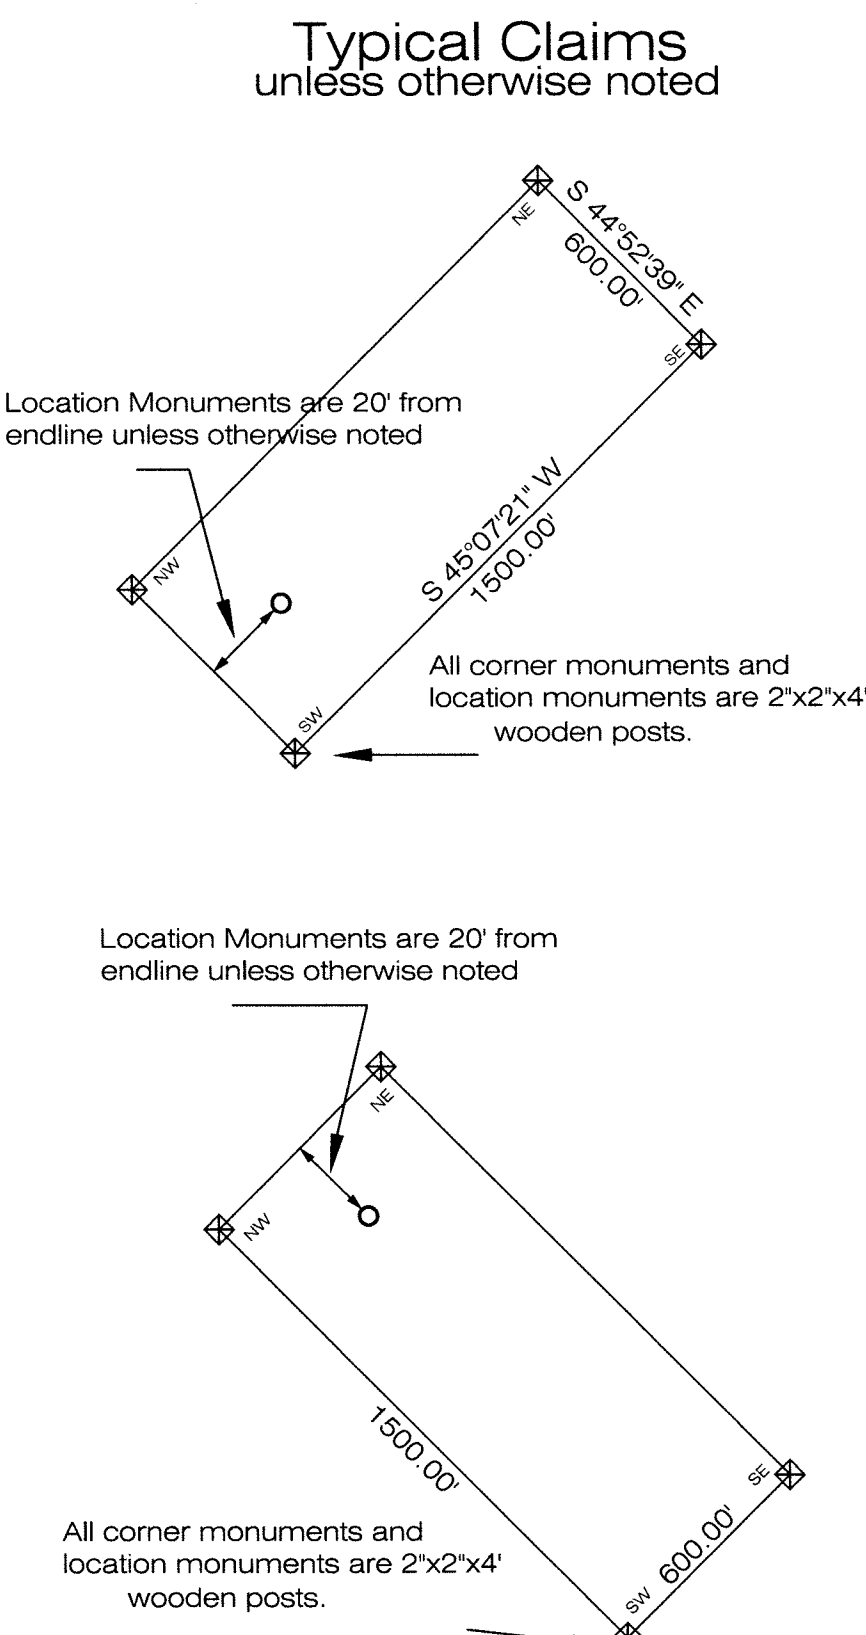 Typical Claims
unless otherwise noted
NE
S 44°52'39" E
600.00'
SE
Location Monuments are 20' from
endline unless otherwise noted
S 45°07'21" W
1500.00'
NW
SW
All corner monuments and
location monuments are 2"x2"x4'
wooden posts.
Location Monuments are 20' from
endline unless otherwise noted
NE
NW
1500.00'
SE
600.00'
SW
All corner monuments and
location monuments are 2"x2"x4'
wooden posts.